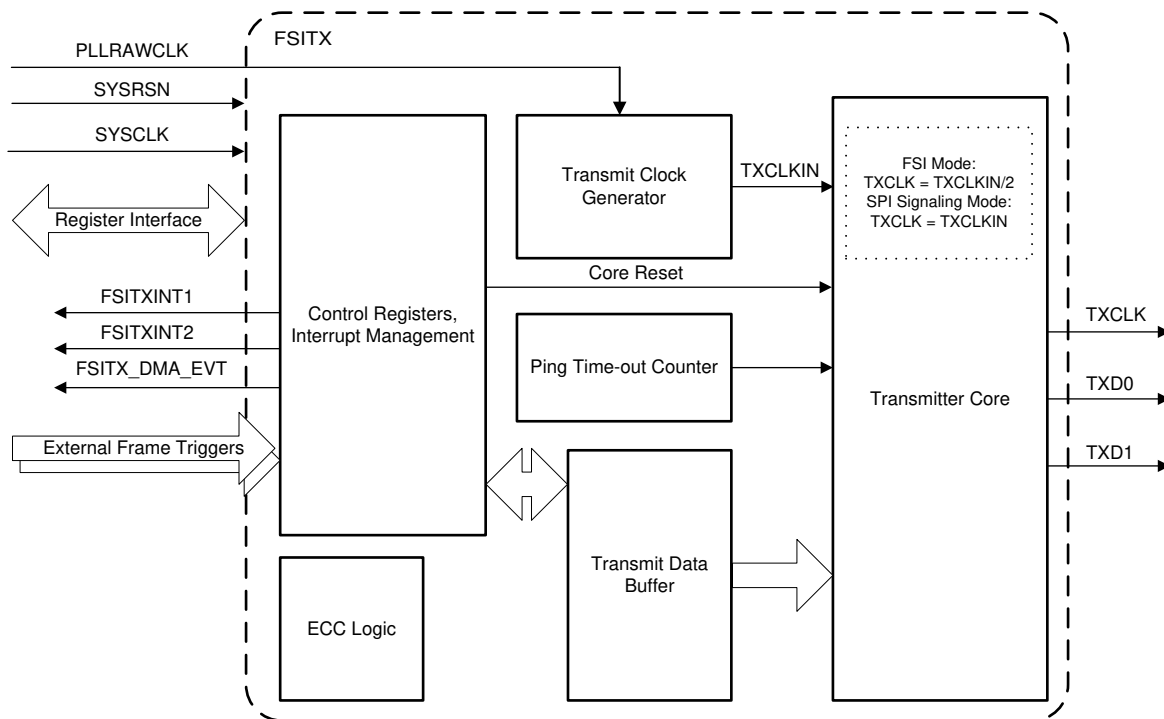 FSITX
PLLRAWCLK
SYSRSN
SYSCLK
Register Interface
FSITXINT1
FSITXINT2
FSITX_DMA_EVT
External Frame Triggers
Control Registers,
Interrupt Management
ECC Logic
Transmit Clock
Generator
TXCLKIN
Core Reset
Ping Time-out Counter
Transmit Data
Buffer
FSI Mode:
TXCLK = TXCLKIN/2
SPI Signaling Mode:
TXCLK = TXCLKIN
Transmitter Core
TXCLK
TXD0
TXD1